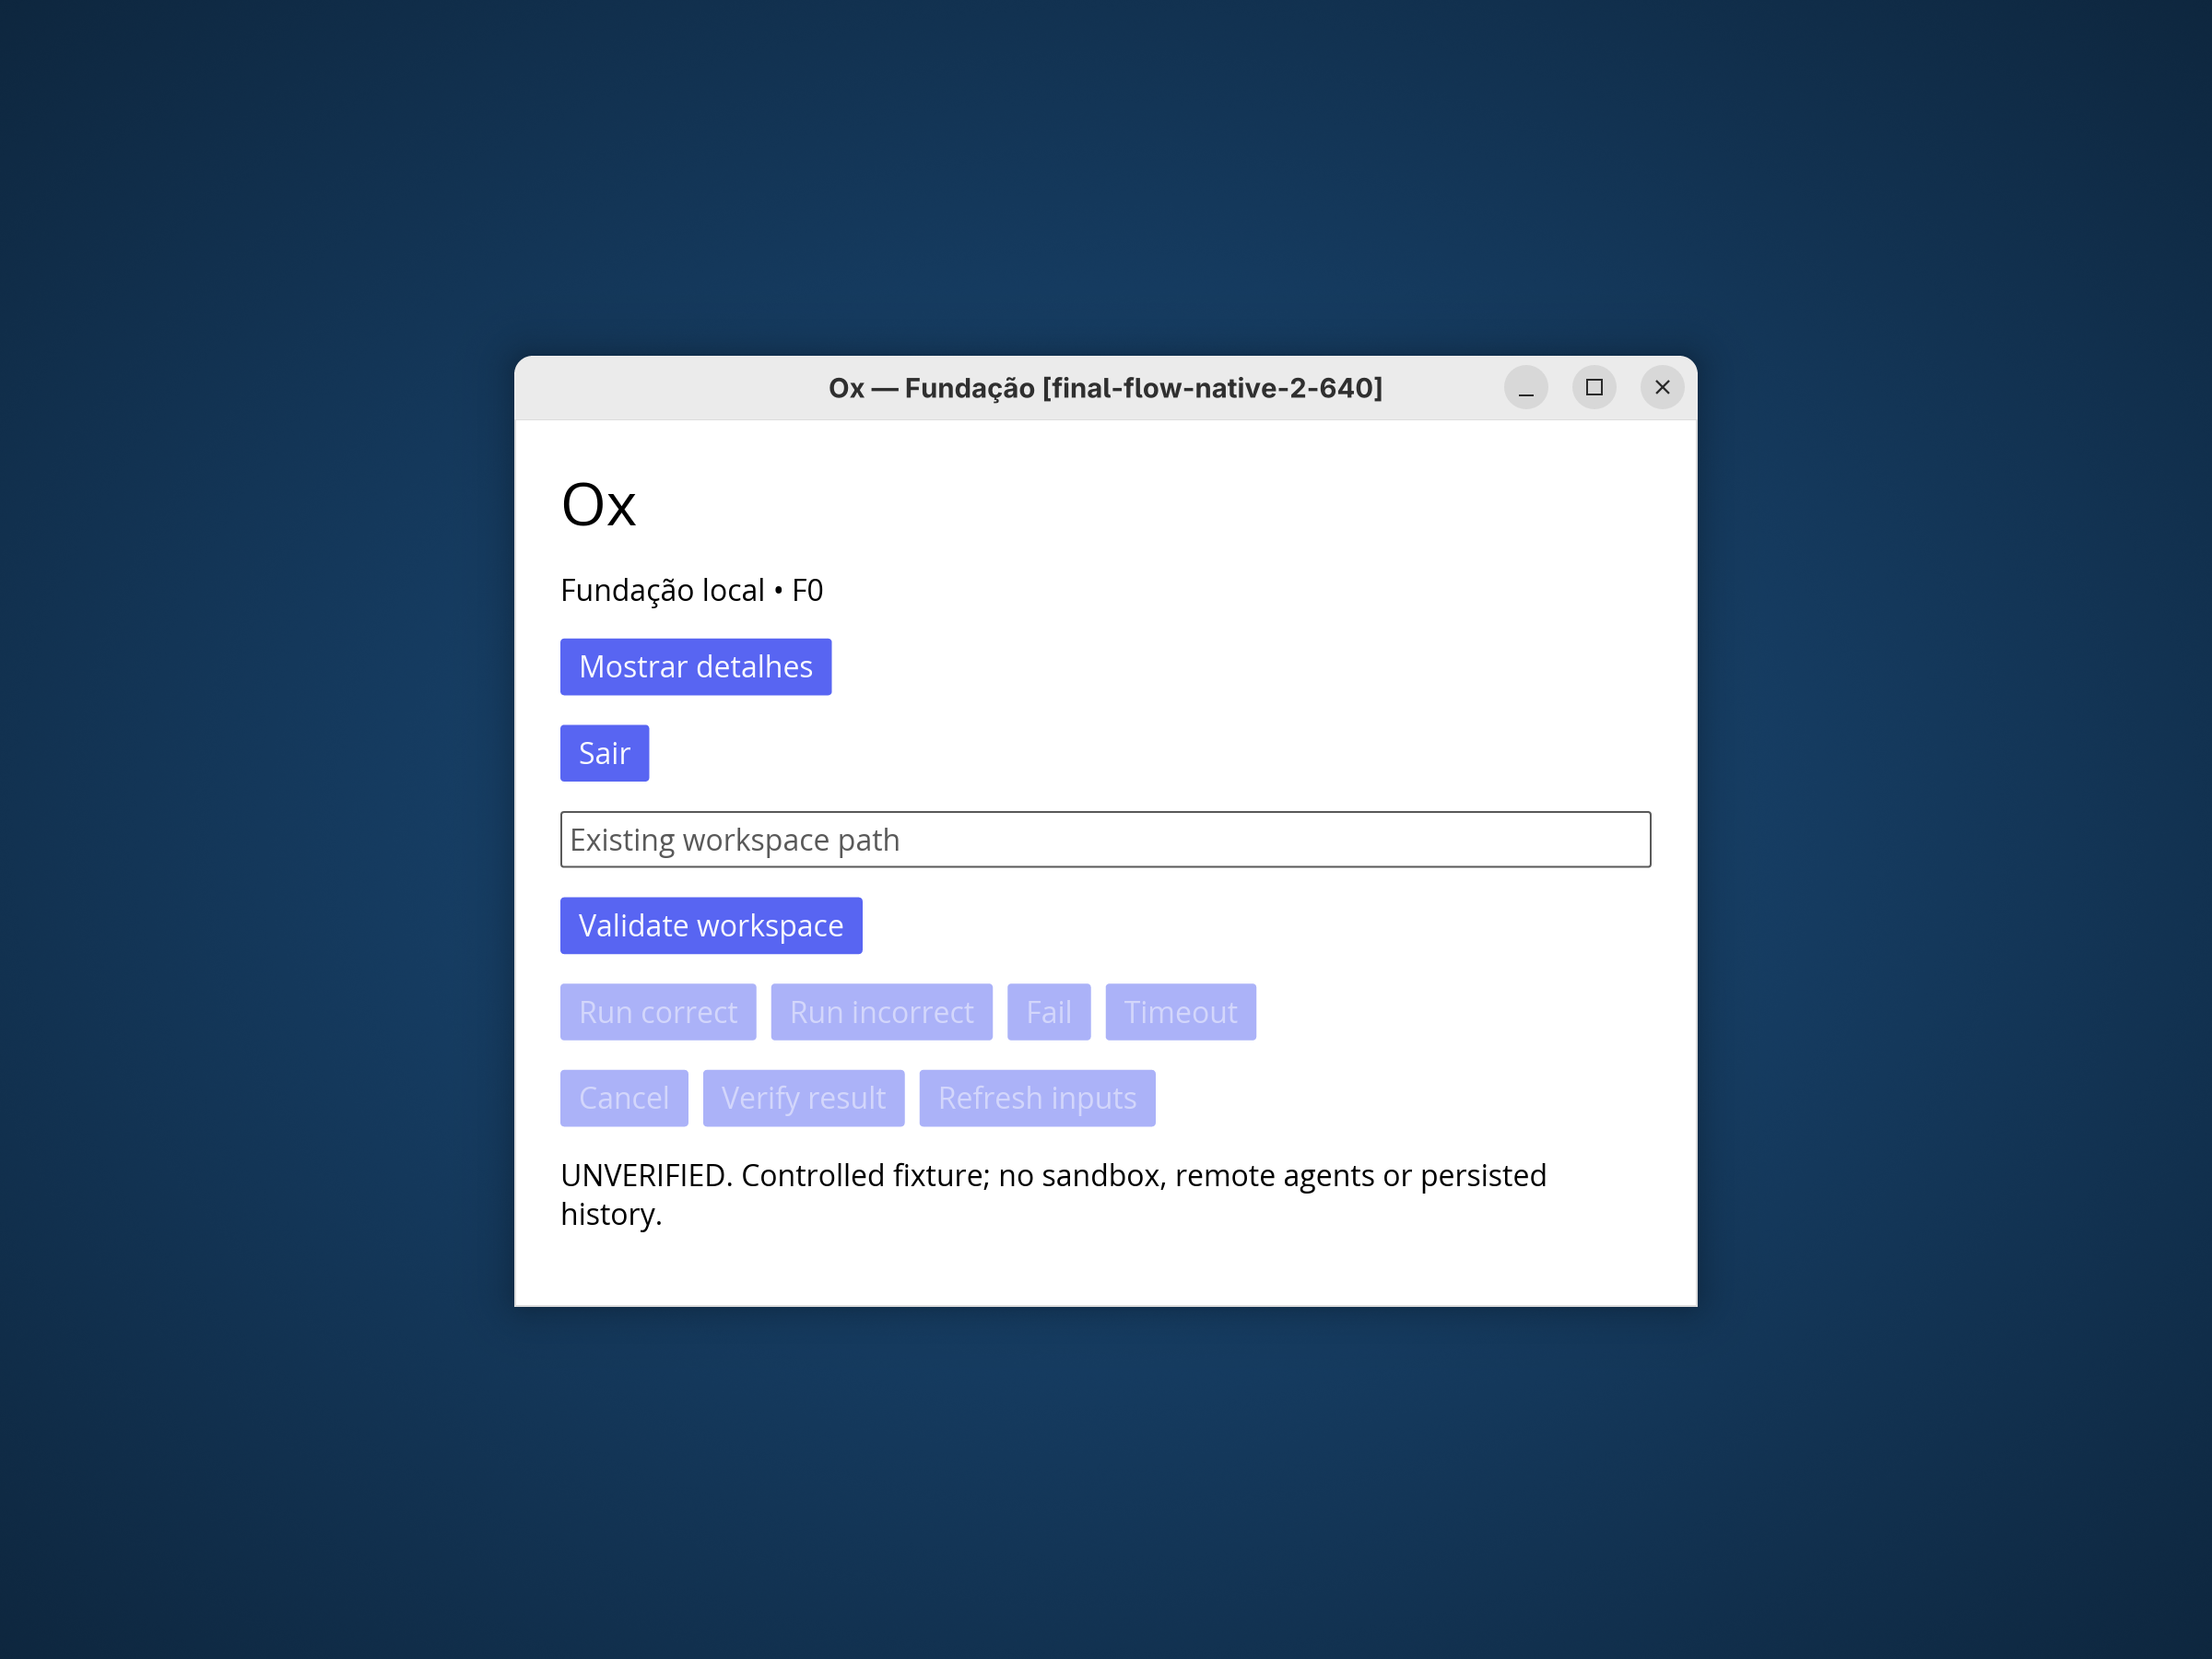 Ox — Fundação [final-flow-native-2-640]
Ox
Fundação local • F0
Mostrar detalhes
Sair
Existing workspace path
Validate workspace
Run correct Run incorrect Fail Timeout
Cancel Verify result Refresh inputs
UNVERIFIED. Controlled fixture; no sandbox, remote agents or persisted
history.